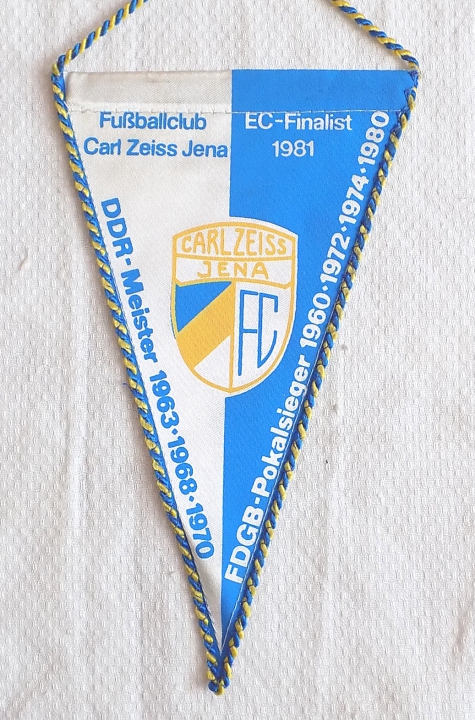 Fußballclub
Carl Zeiss Jena
EC-Finalist
1981
DDR-Meister 1963·1968·1970
CARL ZEISS
JENA
FC
FDGB-Pokalsieger 1960·1972·1974·1980